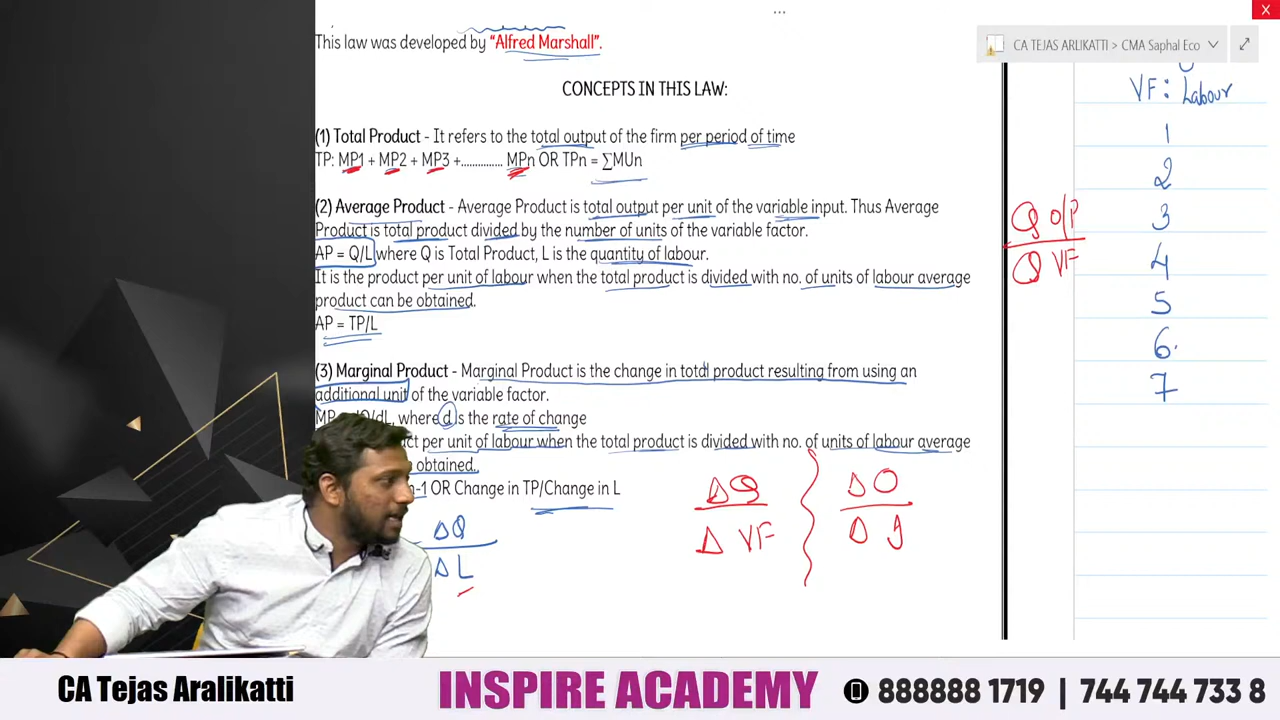 This law was developed by "Alfred Marshall".
CA TEJAS ARLIKATTI > CMA Saphal Eco
CONCEPTS IN THIS LAW:
(1) Total Product - It refers to the total output of the firm per period of time
TP: MP1 + MP2 + MP3 +............... MPn OR TPn = ∑MUn
(2) Average Product - Average Product is total output per unit of the variable input. Thus Average
Product is total product divided by the number of units of the variable factor.
AP = Q/L where Q is Total Product, L is the quantity of labour.
It is the product per unit of labour when the total product is divided with no. of units of labour average
product can be obtained.
AP = TP/L
(3) Marginal Product - Marginal Product is the change in total product resulting from using an
additional unit of the variable factor.
MP = dQ/dL, where d is the rate of change
per unit of labour when the total product is divided with no. of units of labour average
obtained.
n-1 OR Change in TP/Change in L
ΔQ
ΔL
ΔQ
Δ VF
ΔO
Δ I
Q O/P
Q VF
VF: Labour
1
2
3
4
5
6
7
CA Tejas Aralikatti
INSPIRE ACADEMY
888888 1719 | 744 744 733 8